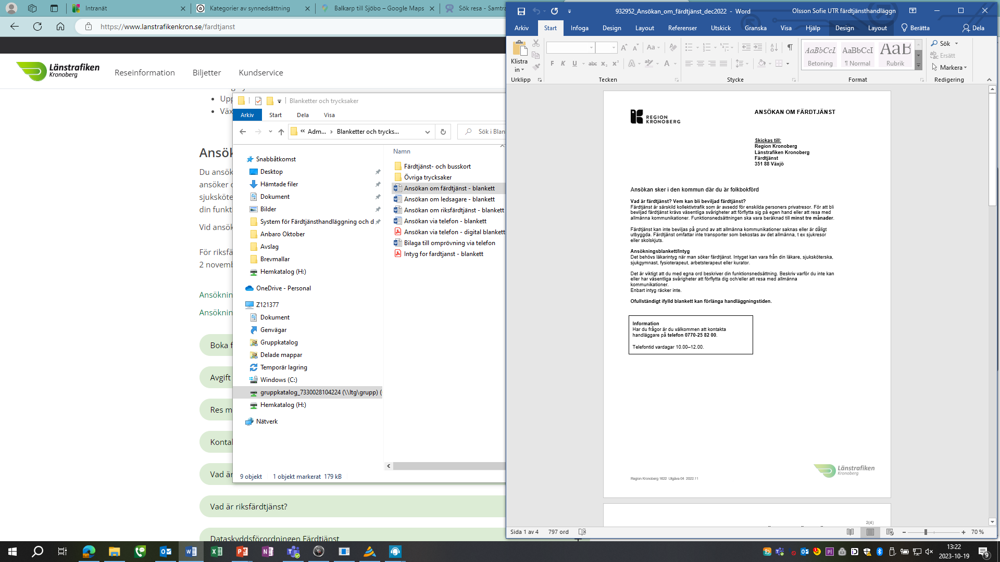 Intranät
Kategorier av synnedsättning
Balkarp till Sjöbo – Google Maps
Sök resa - Samtra
https://www.lanstrafikenkron.se/fardtjanst
Länstrafiken
Kronoberg
Reseinformation
Biljetter
Kundservice
Upp
Väx
Ansök
Du ansök
ansöker o
sjuksköte
din funkt
Vid ansök
För riksfä
2 novemb
Ansöknin
Ansöknin
Boka f
Avgift
Res m
Kontak
Vad är
Vad är riksfärdtjänst?
Dataskyddsförordningen Färdtjänst
Blanketter och trycksaker
Arkiv
Start
Dela
Visa
« Adm... › Blanketter och trycks...
Sök i Blan
Snabbåtkomst
Desktop
Hämtade filer
Dokument
Bilder
System för Färdtjänsthandläggning och d
Anbaro Oktober
Avslag
Brevmallar
Hemkatalog (H:)
OneDrive - Personal
Z121377
Dokument
Genvägar
Gruppkatalog
Delade mappar
Temporär lagring
Windows (C:)
gruppkatalog_7330028104224 (\\ltg\grupp) (
Hemkatalog (H:)
Nätverk
Namn
Färdtjänst- och busskort
Övriga trycksaker
Ansökan om färdtjänst - blankett
Ansökan om ledsagare - blankett
Ansökan om riksfärdtjänst - blankett
Ansökan via telefon - blankett
Ansökan via telefon - digital blankett
Bilaga till omprövning via telefon
Intyg for fardtjanst - blankett
9 objekt
1 objekt markerat 179 kB
932952_Ansökan_om_färdtjänst_dec2022 - Word
Olsson Sofie UTR färdtjänsthandläggn
Arkiv
Start
Infoga
Design
Layout
Referenser
Utskick
Granska
Visa
Hjälp
Design
Layout
Berätta
Dela
Klistra
in
Urklipp
F K U abc x₂ x²
Aa
Tecken
Stycke
AaBbCcI
Betoning
AaBbCcI
¶ Normal
AaB
Rubrik
Format
Sök
Ersätt
Markera
Redigering
REGION
KRONOBERG
ANSÖKAN OM FÄRDTJÄNST
Skickas till:
Region Kronoberg
Länstrafiken Kronoberg
Färdtjänst
351 88 Växjö
Ansökan sker i den kommun där du är folkbokförd
Vad är färdtjänst? Vem kan bli beviljad färdtjänst?
Färdtjänst är särskild kollektivtrafik som är avsedd för enskilda personers privatresor. För att bli
beviljad färdtjänst krävs väsentliga svårigheter att förflytta sig på egen hand eller att resa med
allmänna kommunikationer. Funktionsnedsättningen ska vara beräknad till minst tre månader.
Färdtjänst kan inte beviljas på grund av att allmänna kommunikationer saknas eller är dåligt
utbyggda. Färdtjänst omfattar inte transporter som bekostas av det allmänna, t ex sjukresor
eller skolskjuts.
Ansökningsblankett/Intyg
Det behövs läkarintyg när man söker färdtjänst. Intyget kan vara från din läkare, sjuksköterska,
sjukgymnast, fysioterapeut, arbetsterapeut eller kurator.
Det är viktigt att du med egna ord beskriver din funktionsnedsättning. Beskriv varför du inte kan
eller har väsentliga svårigheter att förflytta dig och/eller att resa med allmänna
kommunikationer.
Enbart intyg räcker inte.
Ofullständigt ifylld blankett kan förlänga handläggningstiden.
Information
Har du frågor är du välkommen att kontakta
handläggare på telefon 0770-25 82 00.
Telefontid vardagar 10.00–12.00.
Region Kronoberg 1622 Utgåva 04 2022.11
Länstrafiken
Kronoberg
2(4)
Sida 1 av 4
797 ord
70 %
13:22
2023-10-19
9